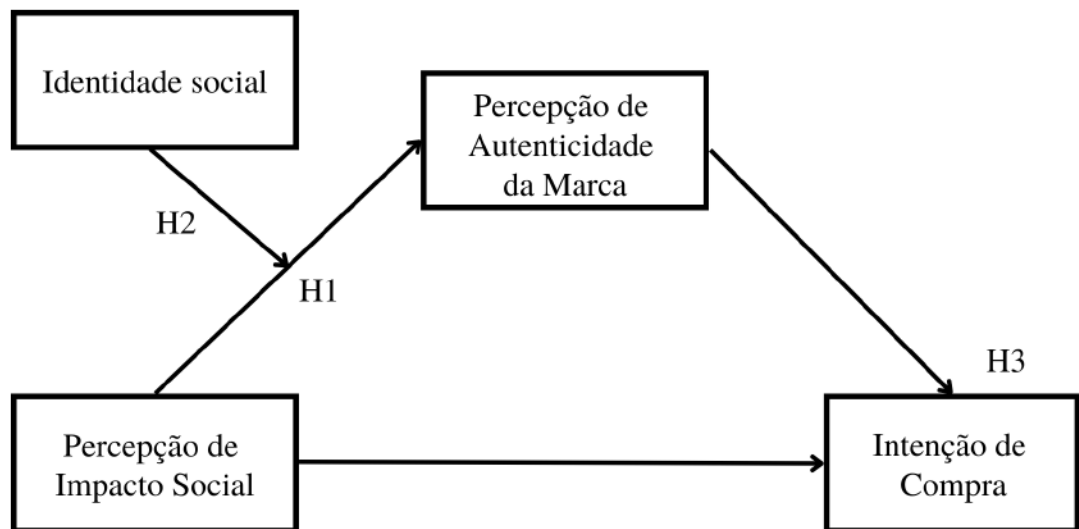 Identidade social
Percepção de
Autenticidade
da Marca
H2
H1
H3
Percepção de
Impacto Social
Intenção de
Compra